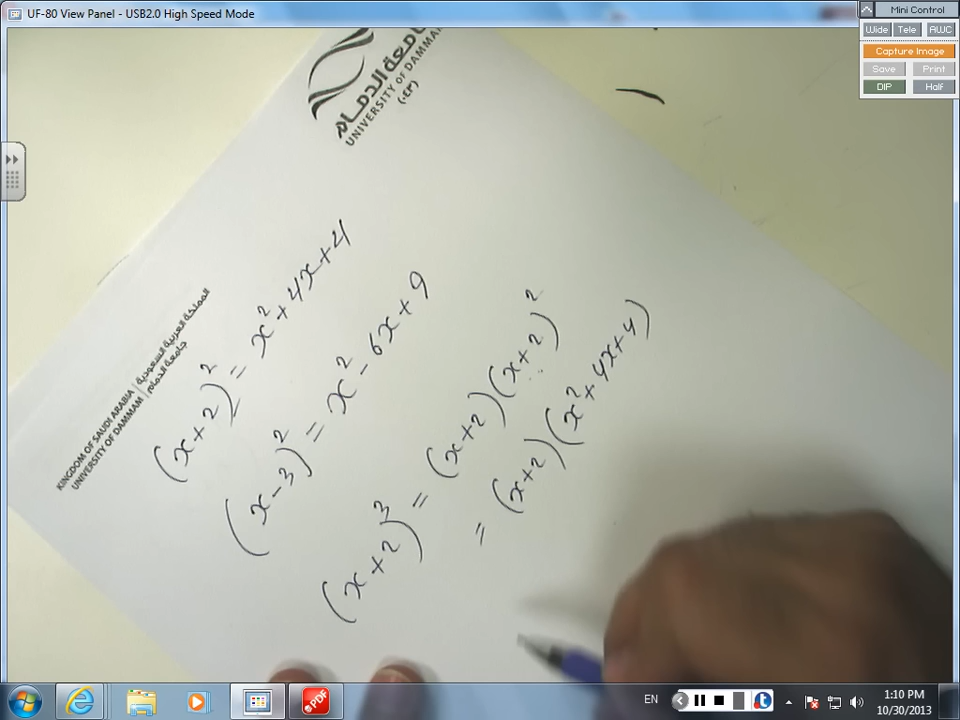 UF-80 View Panel - USB2.0 High Speed Mode
Mini Control
Wide Tele AWC
Capture Image
Save Print
DIP Half
جامعة الدمام
UNIVERSITY OF DAMMAM
(٠٤٣)
المملكة العربية السعودية
جامعة الدمام
KINGDOM OF SAUDI ARABIA
UNIVERSITY OF DAMMAM
(x+2)² = x²+4x+4
(x-3)² = x²-6x+9
(x+2)³ = (x+2)(x+2)²
= (x+2)(x²+4x+4)
EN
1:10 PM
10/30/2013
PDF